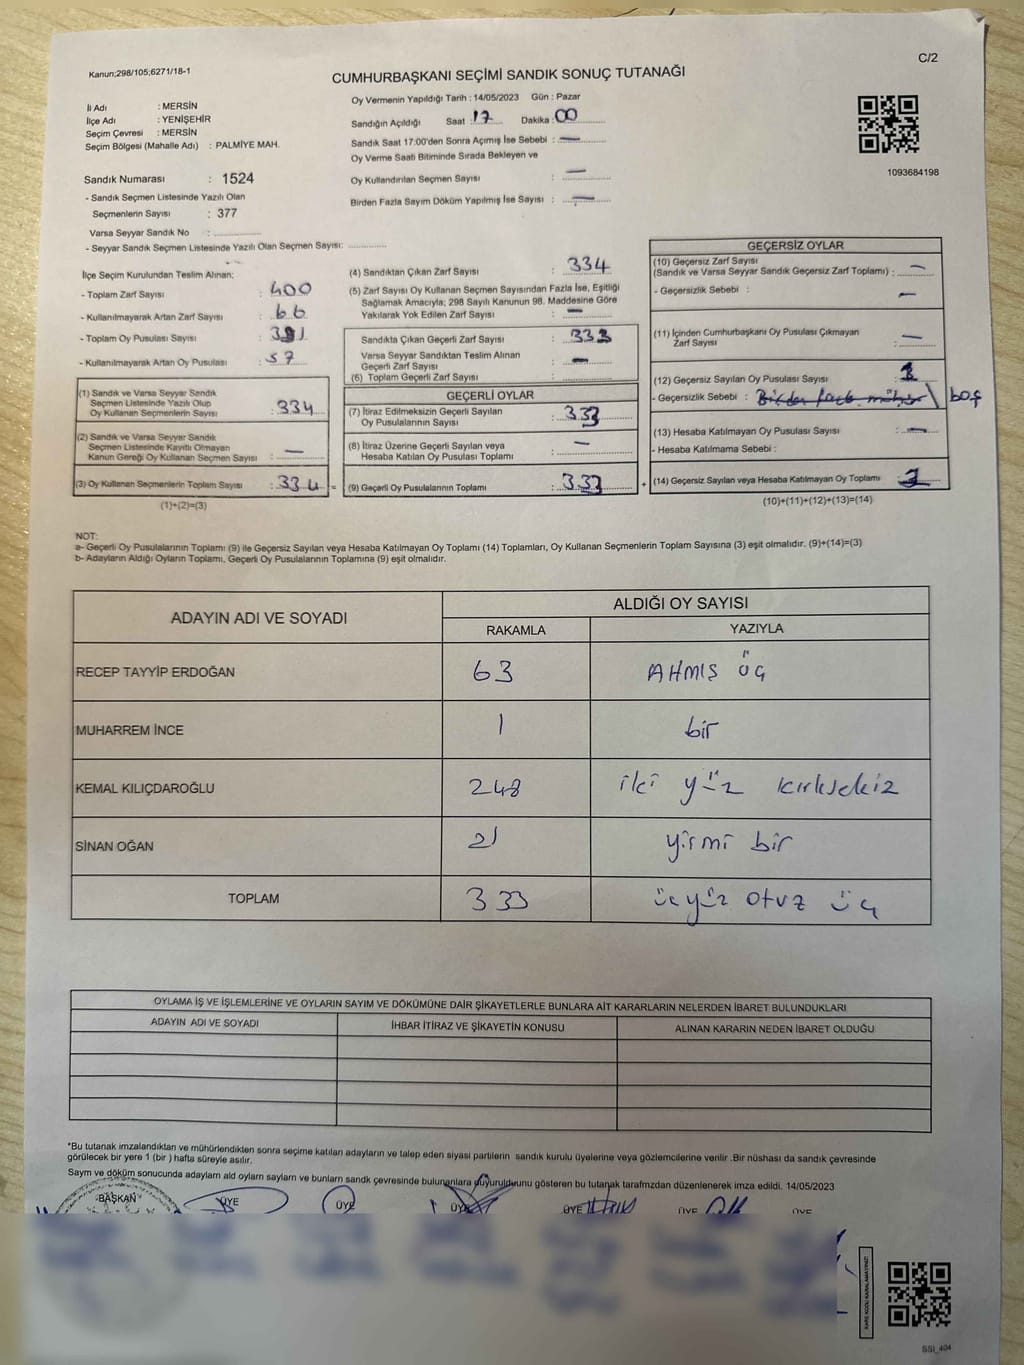 Kanun;298/105;6271/18-1
C/2
CUMHURBAŞKANI SEÇİMİ SANDIK SONUÇ TUTANAĞI
İl Adı : MERSİN
İlçe Adı : YENİŞEHİR
Seçim Çevresi : MERSİN
Seçim Bölgesi (Mahalle Adı) : PALMİYE MAH.
Sandık Numarası : 1524
- Sandık Seçmen Listesinde Yazılı Olan
Seçmenlerin Sayısı : 377
Varsa Seyyar Sandık No :
- Seyyar Sandık Seçmen Listesinde Yazılı Olan Seçmen Sayısı:
Oy Vermenin Yapıldığı Tarih : 14/05/2023 Gün : Pazar
Sandığın Açıldığı Saat : 17 Dakika : 00
Sandık Saat 17:00'den Sonra Açımış İse Sebebi : —
Oy Verme Saati Bitiminde Sırada Bekleyen ve
Oy Kullandırılan Seçmen Sayısı : —
Birden Fazla Sayım Döküm Yapılmış İse Sayısı : —
1093684198
İlçe Seçim Kurulundan Teslim Alınan;
- Toplam Zarf Sayısı : 400
- Kullanılmayarak Artan Zarf Sayısı : 66
- Toplam Oy Pusulası Sayısı : 391
- Kullanılmayarak Artan Oy Pusulası : 57
(1) Sandık ve Varsa Seyyar Sandık
Seçmen Listesinde Yazılı Olup
Oy Kullanan Seçmenlerin Sayısı : 334
(2) Sandık ve Varsa Seyyar Sandık
Seçmen Listesinde Kayıtlı Olmayan
Kanun Gereği Oy Kullanan Seçmen Sayısı : —
(3) Oy Kullanan Seçmenlerin Toplam Sayısı : 334
(1)+(2)=(3)
(4) Sandıktan Çıkan Zarf Sayısı : 334
(5) Zarf Sayısı Oy Kullanan Seçmen Sayısından Fazla İse, Eşitliği
Sağlamak Amacıyla; 298 Sayılı Kanunun 98. Maddesine Göre
Yakılarak Yok Edilen Zarf Sayısı : —
Sandıkta Çıkan Geçerli Zarf Sayısı : 333
Varsa Seyyar Sandıktan Teslim Alınan
Geçerli Zarf Sayısı : —
(6) Toplam Geçerli Zarf Sayısı :
GEÇERLİ OYLAR
(7) İtiraz Edilmeksizin Geçerli Sayılan
Oy Pusulalarının Sayısı : 333
(8) İtiraz Üzerine Geçerli Sayılan veya
Hesaba Katılan Oy Pusulası Toplamı : —
= (9) Geçerli Oy Pusulalarının Toplamı : 333
GEÇERSİZ OYLAR
(10) Geçersiz Zarf Sayısı
(Sandık ve Varsa Seyyar Sandık Geçersiz Zarf Toplamı) : —
- Geçersizlik Sebebi : —
(11) İçinden Cumhurbaşkanı Oy Pusulası Çıkmayan
Zarf Sayısı : —
(12) Geçersiz Sayılan Oy Pusulası Sayısı : 1
- Geçersizlik Sebebi : boş
(13) Hesaba Katılmayan Oy Pusulası Sayısı : —
- Hesaba Katılmama Sebebi :
+ (14) Geçersiz Sayılan veya Hesaba Katılmayan Oy Toplamı : 1
(10)+(11)+(12)+(13)=(14)
NOT:
a- Geçerli Oy Pusulalarının Toplamı (9) ile Geçersiz Sayılan veya Hesaba Katılmayan Oy Toplamı (14) Toplamları, Oy Kullanan Seçmenlerin Toplam Sayısına (3) eşit olmalıdır. (9)+(14)=(3)
b- Adayların Aldığı Oyların Toplamı, Geçerli Oy Pusulalarının Toplamına (9) eşit olmalıdır.
ADAYIN ADI VE SOYADI ALDIĞI OY SAYISI
RAKAMLA YAZIYLA
RECEP TAYYİP ERDOĞAN 63 AHMIS ÜÇ
MUHARREM İNCE 1 bir
KEMAL KILIÇDAROĞLU 248 iki yüz kırksekiz
SİNAN OĞAN 21 yirmi bir
TOPLAM 333 üçyüz otuz üç
OYLAMA İŞ VE İŞLEMLERİNE VE OYLARIN SAYIM VE DÖKÜMÜNE DAİR ŞİKAYETLERLE BUNLARA AİT KARARLARIN NELERDEN İBARET BULUNDUKLARI
ADAYIN ADI VE SOYADI İHBAR İTİRAZ VE ŞİKAYETİN KONUSU ALINAN KARARIN NEDEN İBARET OLDUĞU
*Bu tutanak imzalandıktan ve mühürlendikten sonra seçime katılan adayların ve talep eden siyasi partilerin sandık kurulu üyelerine veya gözlemcilerine verilir .Bir nüshası da sandık çevresinde
görülecek bir yere 1 (bir ) hafta süreyle asılır.
Sayım ve döküm sonucunda adayların ald oyların sayları ve bunların sandk çevresinde bulunanlara duyurulduunu gösteren bu tutanak tarafmzdan düzenlenerek imza edildi. 14/05/2023
BAŞKAN ÜYE ÜYE ÜYE ÜYE ÜYE ÜYE
KARE KODU KARALAMAYINIZ!
SSI_404